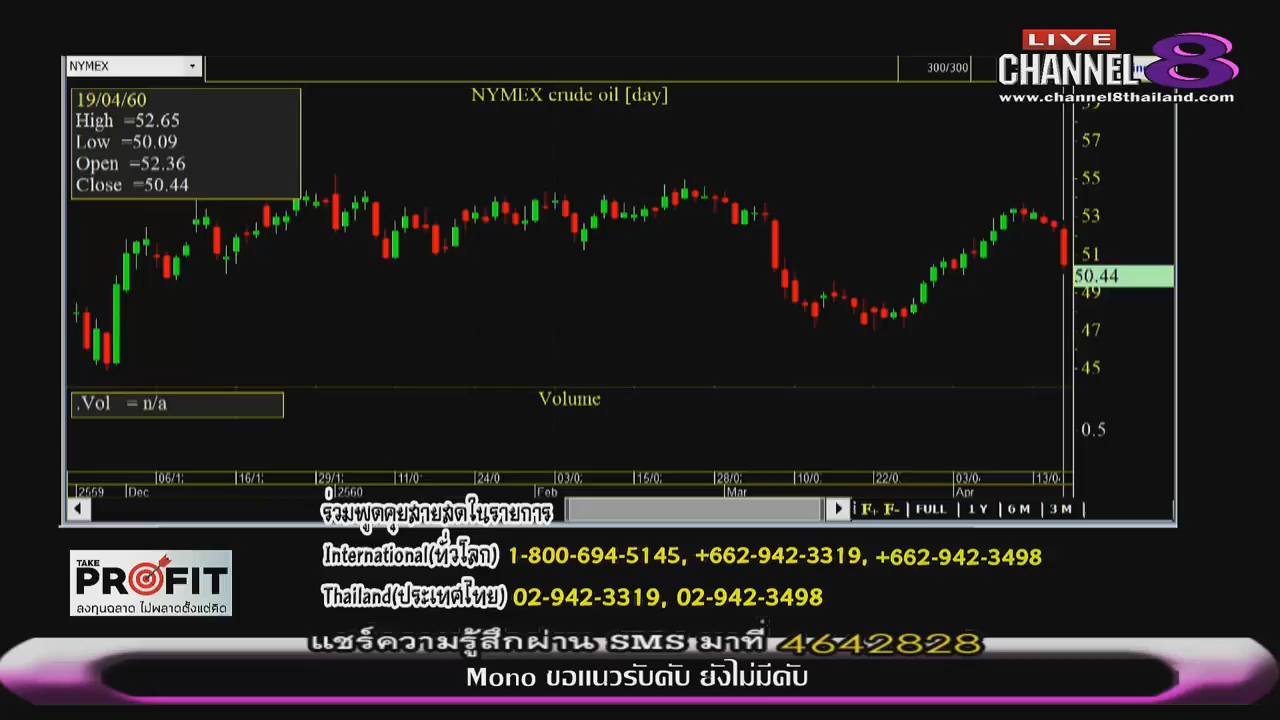 LIVE
CHANNEL 8
www.channel8thailand.com
NYMEX
300/300
NYMEX crude oil [day]
19/04/60
High =52.65
Low =50.09
Open =52.36
Close =50.44
57
55
53
51
50.44
49
47
45
.Vol = n/a
Volume
0.5
06/1; 16/1; 29/1; 11/0 24/0 03/0; 15/0; 28/0; 10/0; 22/0; 03/0 13/0
2559 Dec 2560 Feb Mar Apr
F+ F- FULL 1 Y 6 M 3 M
ร่วมพูดคุยสายสดในรายการ
International(ทั่วโลก) 1-800-694-5145, +662-942-3319, +662-942-3498
Thailand(ประเทศไทย) 02-942-3319, 02-942-3498
TAKE
PROFIT
ลงทุนฉลาด ไม่พลาดตั้งแต่คิด
แชร์ความรู้สึกผ่าน SMS มาที่ 4642828
Mono ขอแนวรับดับ ยังไม่มีดับ